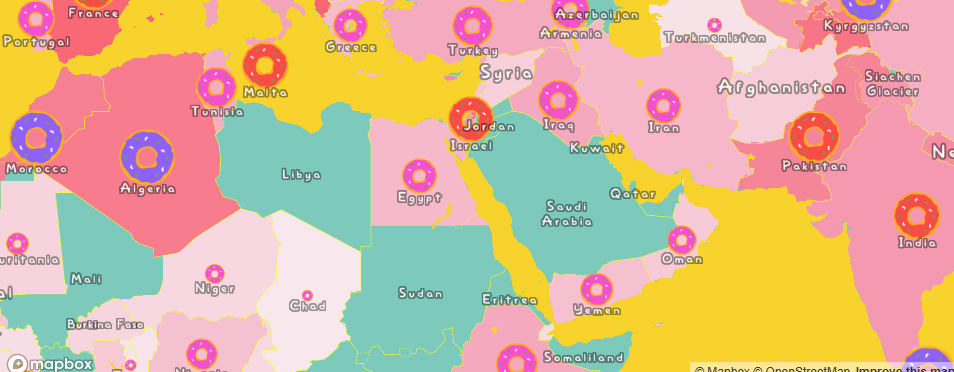 France
Azerbaijan
Armenia
Kyrgyzstan
Portugal
Greece
Turkey
Turkmenistan
Syria
Siachen
Glacier
Afghanistan
Malta
Tunisia
Jordan
Iraq
Iran
Israel
Kuwait
Morocco
Algeria
Pakistan
Libya
Egypt
Qatar
Saudi
Arabia
India
Oman
Mali
Niger
Chad
Sudan
Eritrea
Yemen
Burkina Faso
Somaliland
mapbox
© Mapbox © OpenStreetMap Improve this map